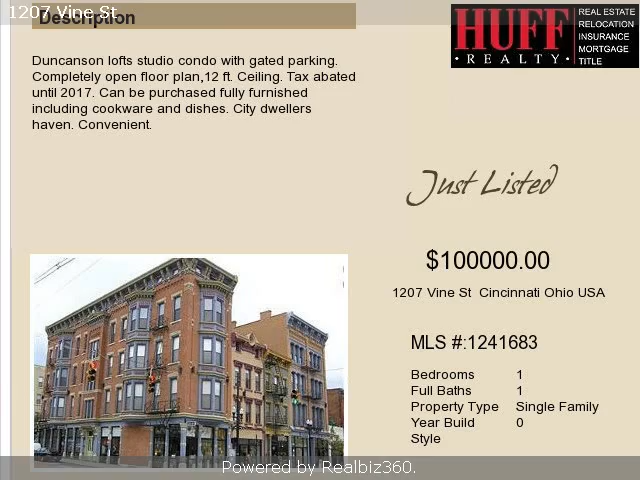 1207 Vine St
Description
Duncanson lofts studio condo with gated parking.
Completely open floor plan,12 ft. Ceiling. Tax abated
until 2017. Can be purchased fully furnished
including cookware and dishes. City dwellers
haven. Convenient.
HUFF
·REALTY·
REAL ESTATE
RELOCATION
INSURANCE
MORTGAGE
TITLE
Just Listed
$100000.00
1207 Vine St  Cincinnati Ohio USA
MLS #:1241683
Bedrooms 1
Full Baths 1
Property Type Single Family
Year Build 0
Style
Powered by Realbiz360.